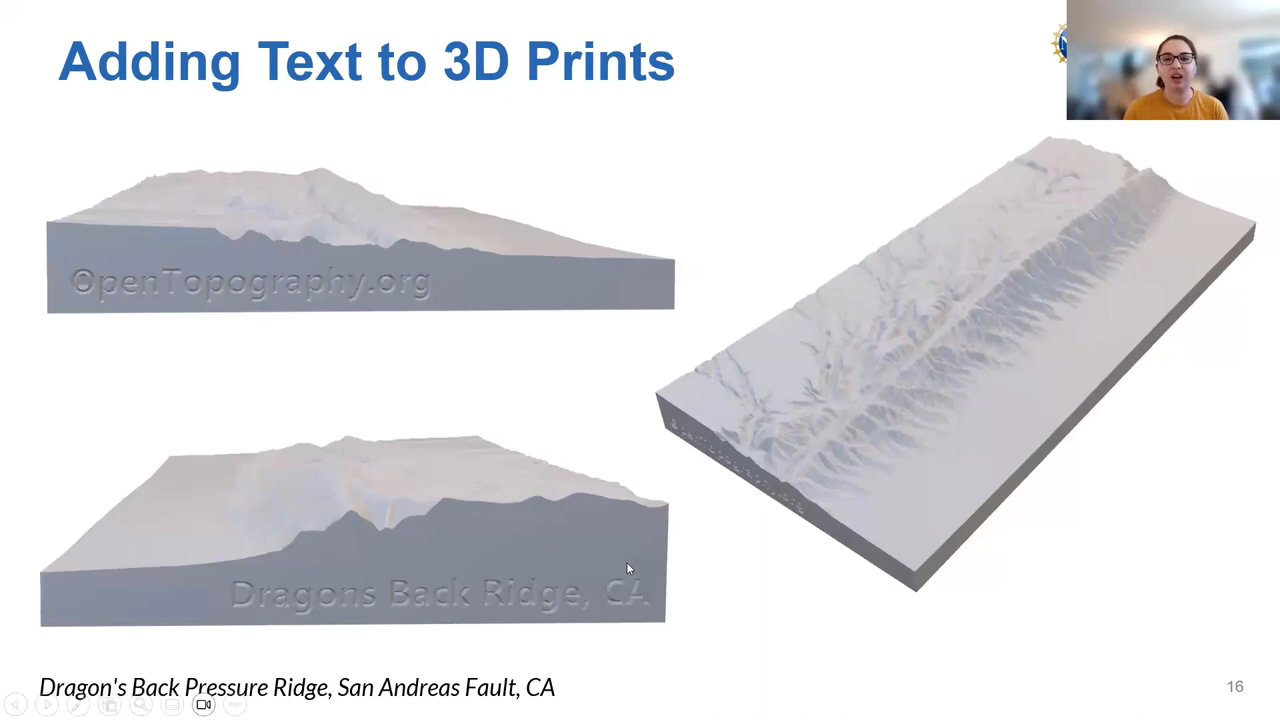 Adding Text to 3D Prints
OpenTopography.org
Dragons Back Ridge, CA
Dragon's Back Pressure Ridge, San Andreas Fault, CA
16